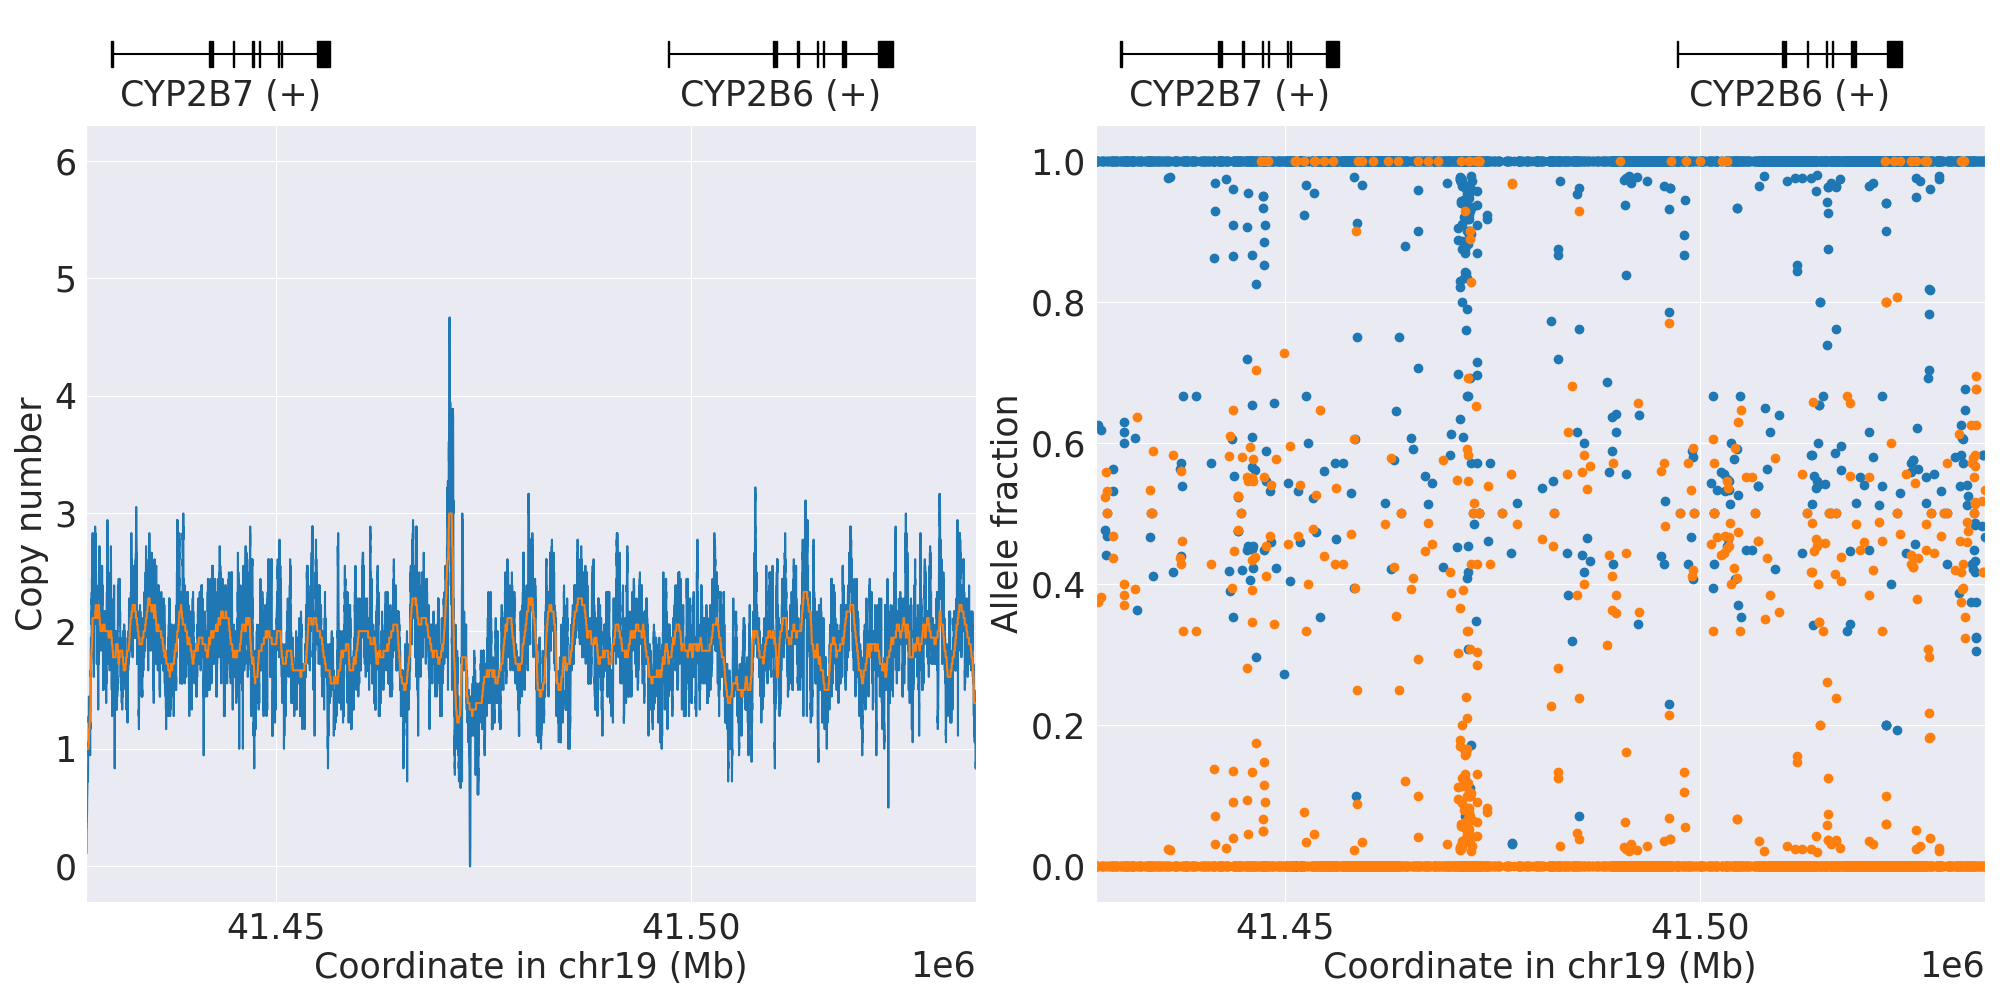 CYP2B7 (+)
CYP2B6 (+)
6
5
4
3
2
1
0
Copy number
41.45
41.50
Coordinate in chr19 (Mb)
1e6
CYP2B7 (+)
CYP2B6 (+)
1.0
0.8
0.6
0.4
0.2
0.0
Allele fraction
41.45
41.50
Coordinate in chr19 (Mb)
1e6